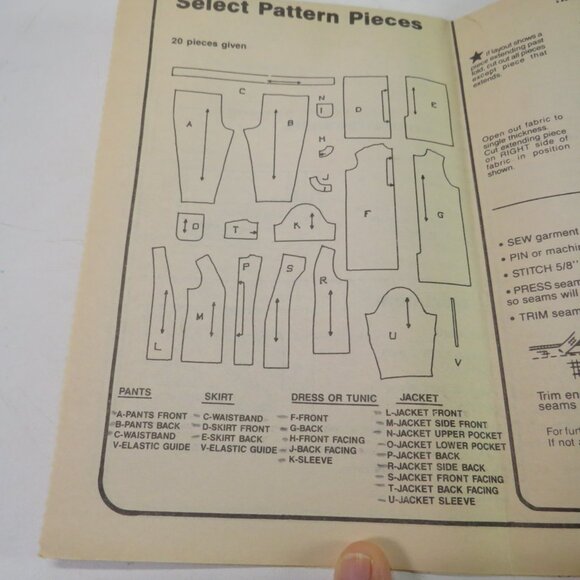 Select Pattern Pieces
20 pieces given
C
A
B
N
I
H
J
D
E
D
T
K
F
G
L
M
P
S
R
U
V
PANTS
A-PANTS FRONT
B-PANTS BACK
C-WAISTBAND
V-ELASTIC GUIDE
SKIRT
C-WAISTBAND
D-SKIRT FRONT
E-SKIRT BACK
V-ELASTIC GUIDE
DRESS OR TUNIC
F-FRONT
G-BACK
H-FRONT FACING
J-BACK FACING
K-SLEEVE
JACKET
L-JACKET FRONT
M-JACKET SIDE FRONT
N-JACKET UPPER POCKET
O-JACKET LOWER POCKET
P-JACKET BACK
R-JACKET SIDE BACK
S-JACKET FRONT FACING
T-JACKET BACK FACING
U-JACKET SLEEVE
If layout shows a
piece extending past
fold, cut out all pieces
except piece that
extends.
Open out fabric to
single thickness.
Cut extending piece
on RIGHT side of
fabric in position
shown.
• SEW garment
• PIN or machin
• STITCH 5/8"
• PRESS seam
so seams will
• TRIM seam
Trim en
seams
For fun
If not a